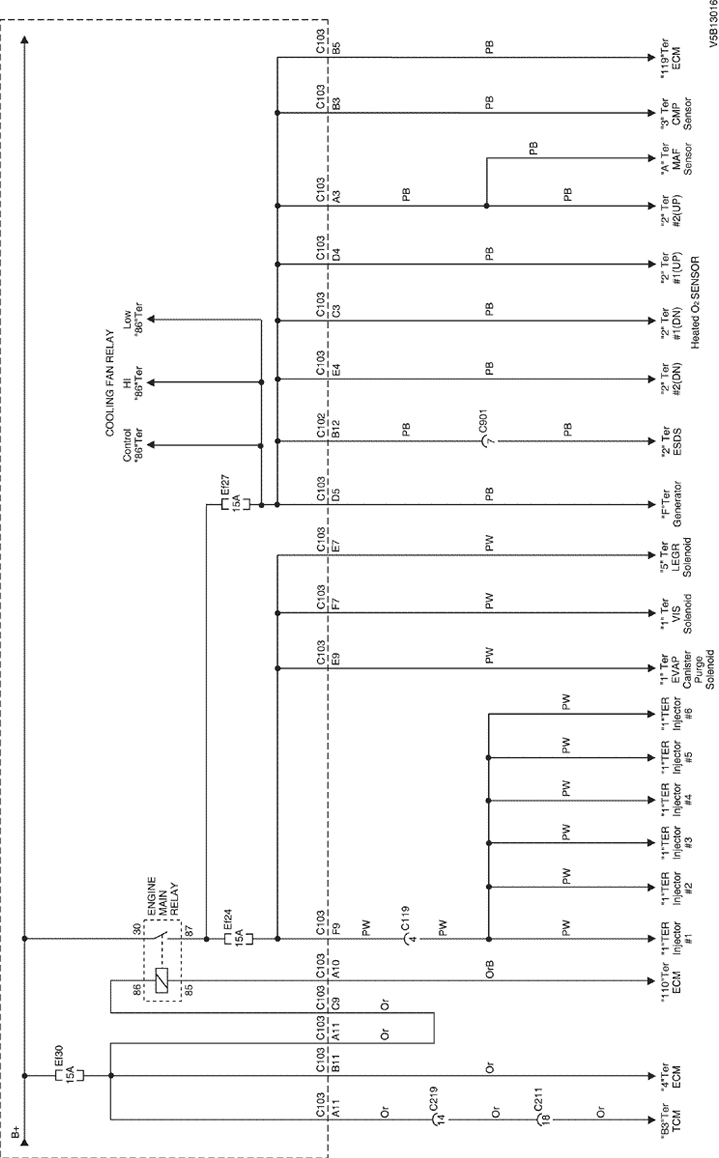 B+
COOLING FAN RELAY
Control
"86"Ter
HI
"86"Ter
Low
"86"Ter
ENGINE
MAIN
RELAY
30
86
87
85
Ef30
15A
Ef24
15A
Ef27
15A
C103
A11
C103
B11
C103
A11
C103
C9
C103
A10
C103
F9
C103
E9
C103
F7
C103
E7
C103
D5
C102
B12
C103
E4
C103
C3
C103
D4
C103
A3
C103
B3
C103
B5
Or
Or
Or
PW
PB
PB
C219
14
C119
4
C901
7
Or
Or
OrB
PW
PW
PW
PW
PB
PB
PB
PB
PB
PB
C211
18
Or
PW
PW
PW
PW
PW
PW
PB
PB
PB
"B3"Ter
TCM
"4"Ter
ECM
"110"Ter
ECM
"1"TER
Injector
#1
"1"TER
Injector
#2
"1"TER
Injector
#3
"1"TER
Injector
#4
"1"TER
Injector
#5
"1"TER
Injector
#6
"1" Ter
EVAP
Canister
Purge
Solenoid
"1" Ter
VIS
Solenoid
"5" Ter
LEGR
Solenoid
"F"Ter
Generator
"2" Ter
ESDS
"2" Ter
#2(DN)
"2" Ter
#1(DN)
"2" Ter
#1(UP)
"2" Ter
#2(UP)
Heated O₂ SENSOR
"A" Ter
MAF
Sensor
"3" Ter
CMP
Sensor
"119"Ter
ECM
V5B13016